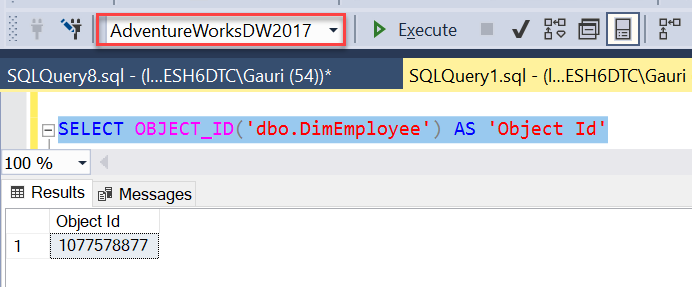 AdventureWorksDW2017 Execute
SQLQuery8.sql - (l...ESH6DTC\Gauri (54))* SQLQuery1.sql - (l...ESH6DTC\Gauri
SELECT OBJECT_ID('dbo.DimEmployee') AS 'Object Id'
100 %
Results Messages
Object Id
1 1077578877